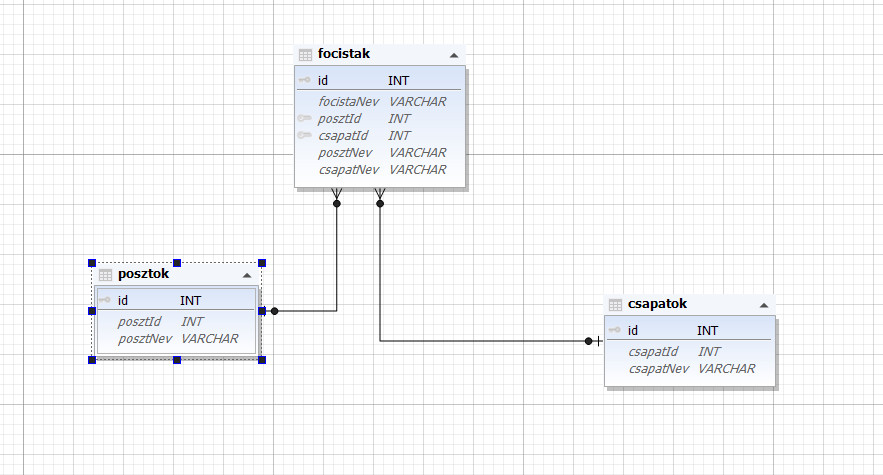 focistak
id INT
focistaNev VARCHAR
posztId INT
csapatId INT
posztNev VARCHAR
csapatNev VARCHAR
posztok
id INT
posztId INT
posztNev VARCHAR
csapatok
id INT
csapatId INT
csapatNev VARCHAR